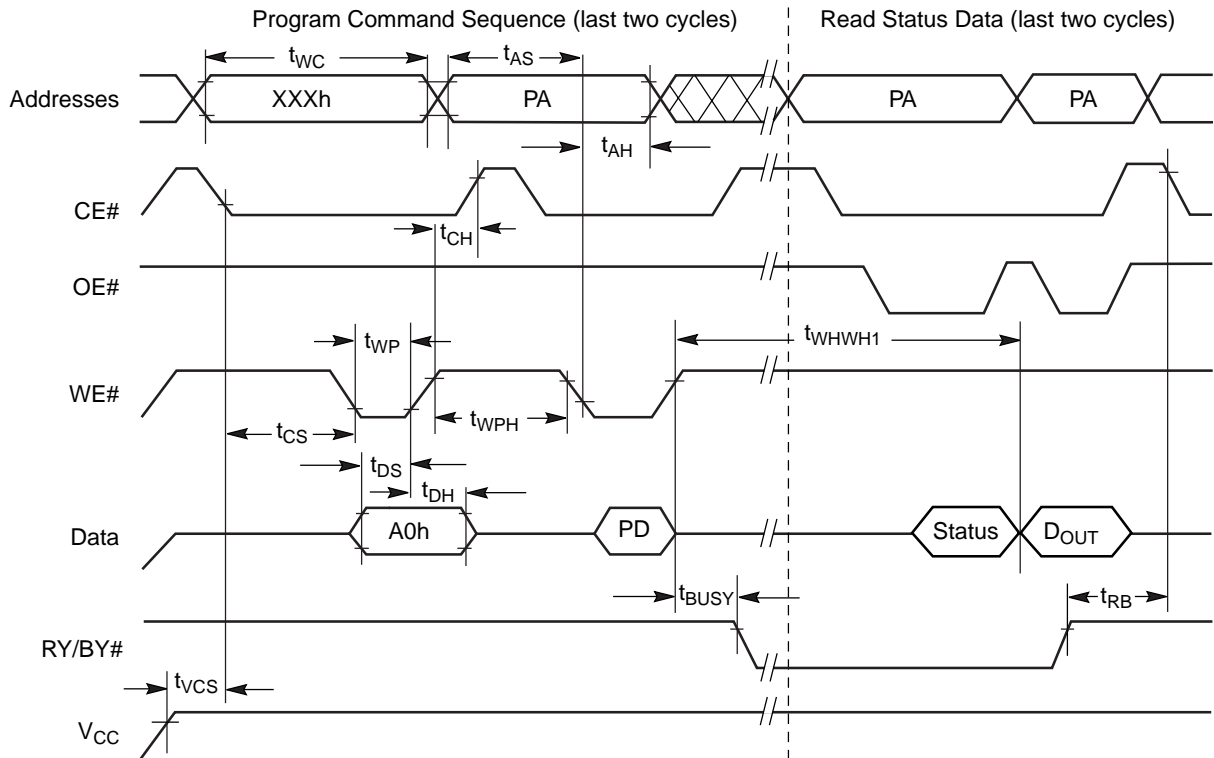 Program Command Sequence (last two cycles)
Read Status Data (last two cycles)
tWC
tAS
Addresses
XXXh
PA
PA
PA
tAH
CE#
tCH
OE#
tWP
tWHWH1
WE#
tWPH
tCS
tDS
tDH
Data
A0h
PD
Status
DOUT
tBUSY
tRB
RY/BY#
tVCS
VCC